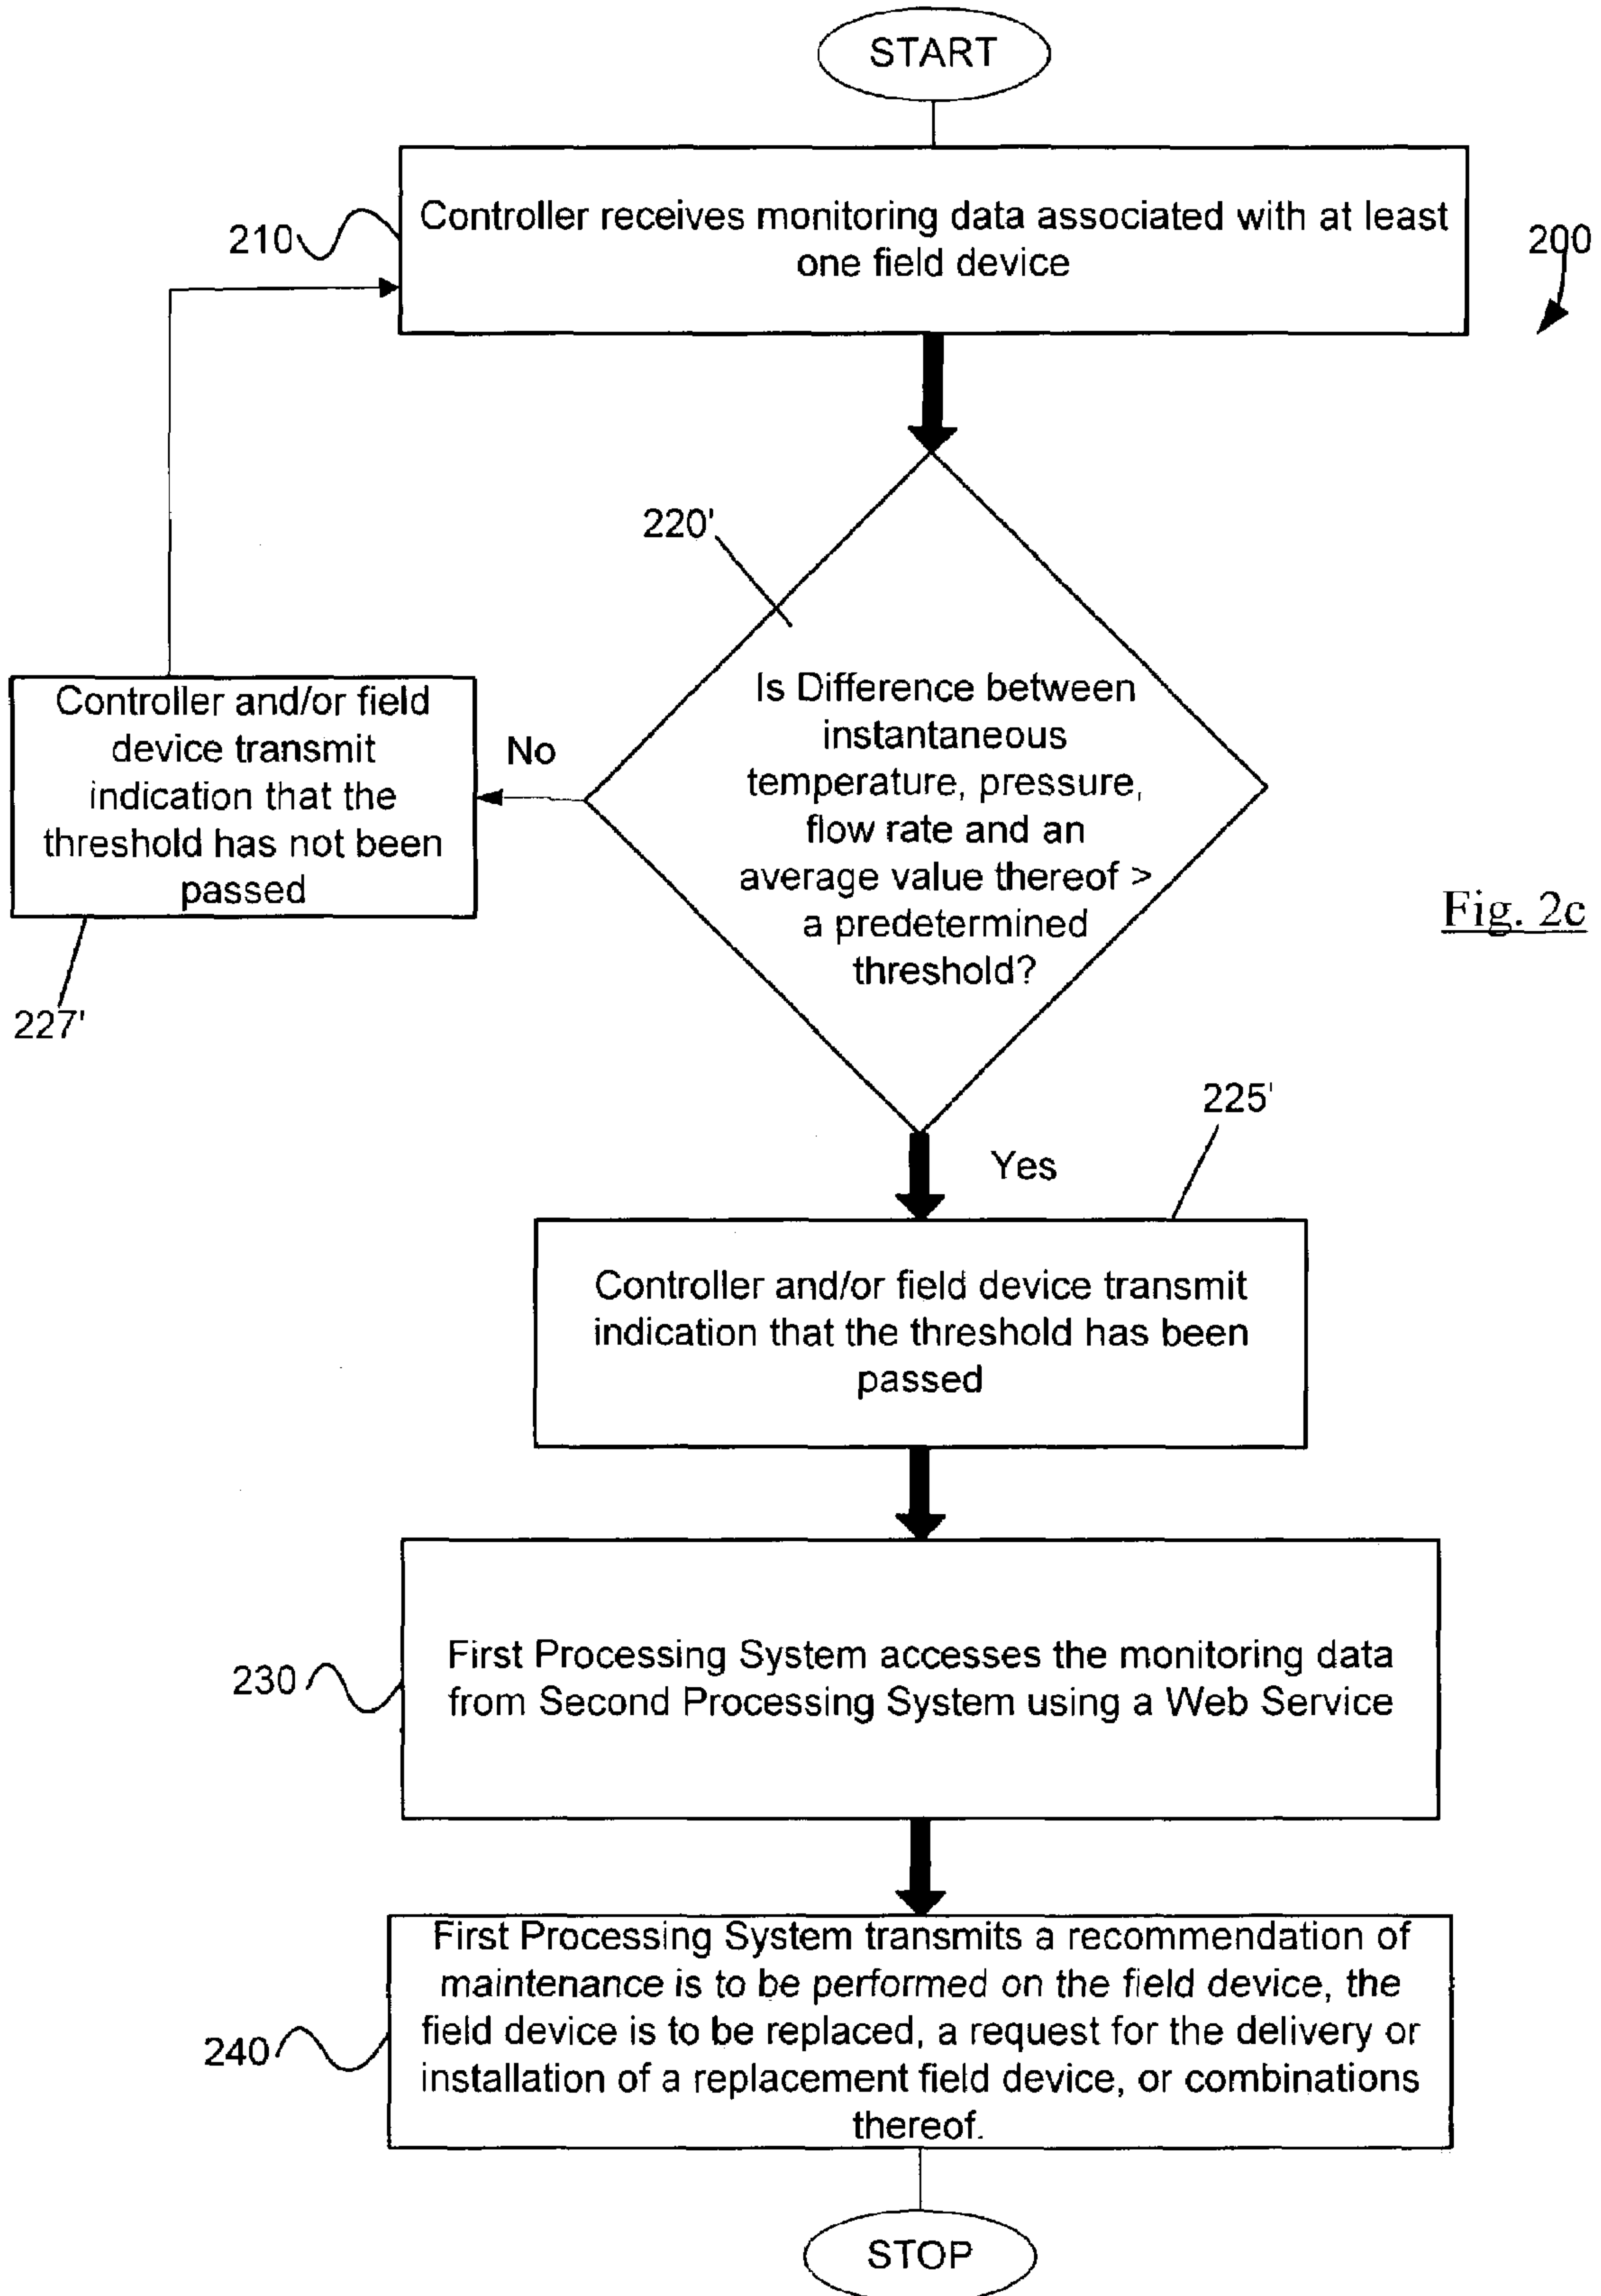 START
Controller receives monitoring data associated with at least
one field device
210
200
220'
Is Difference between
instantaneous
temperature, pressure,
flow rate and an
average value thereof >
a predetermined
threshold?
No
Controller and/or field
device transmit
indication that the
threshold has not been
passed
227'
Fig. 2c
Yes
225'
Controller and/or field device transmit
indication that the threshold has been
passed
230
First Processing System accesses the monitoring data
from Second Processing System using a Web Service
240
First Processing System transmits a recommendation of
maintenance is to be performed on the field device, the
field device is to be replaced, a request for the delivery or
installation of a replacement field device, or combinations
thereof.
STOP